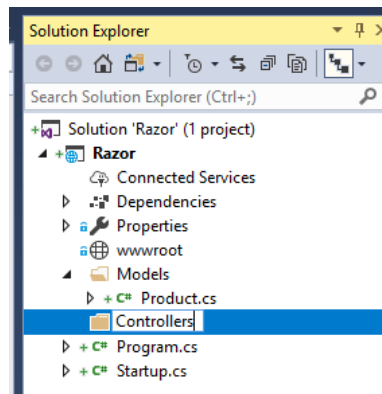 Solution Explorer
Search Solution Explorer (Ctrl+;)
Solution 'Razor' (1 project)
Razor
Connected Services
Dependencies
Properties
wwwroot
Models
C# Product.cs
Controllers
C# Program.cs
C# Startup.cs